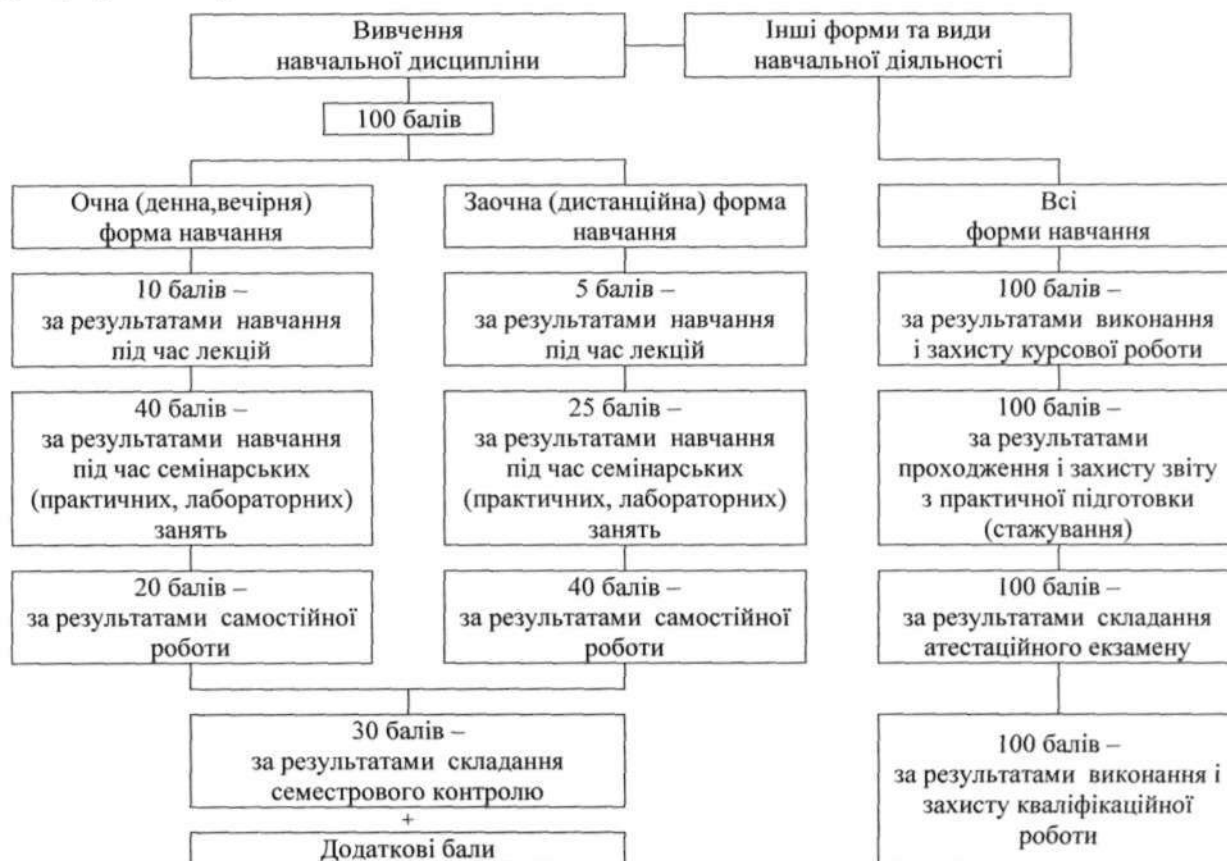 Вивчення
навчальної дисципліни
Інші форми та види
навчальної діяльності
100 балів
Очна (денна,вечірня)
форма навчання
Заочна (дистанційна) форма
навчання
Всі
форми навчання
10 балів –
за результатами навчання
під час лекцій
5 балів –
за результатами навчання
під час лекцій
100 балів –
за результатами виконання
і захисту курсової роботи
40 балів –
за результатами навчання
під час семінарських
(практичних, лабораторних)
занять
25 балів –
за результатами навчання
під час семінарських
(практичних, лабораторних)
занять
100 балів –
за результатами
проходження і захисту звіту
з практичної підготовки
(стажування)
20 балів –
за результатами самостійної
роботи
40 балів –
за результатами самостійної
роботи
100 балів –
за результатами складання
атестаційного екзамену
30 балів –
за результатами складання
семестрового контролю
+
Додаткові бали
100 балів –
за результатами виконання і
захисту кваліфікаційної
роботи